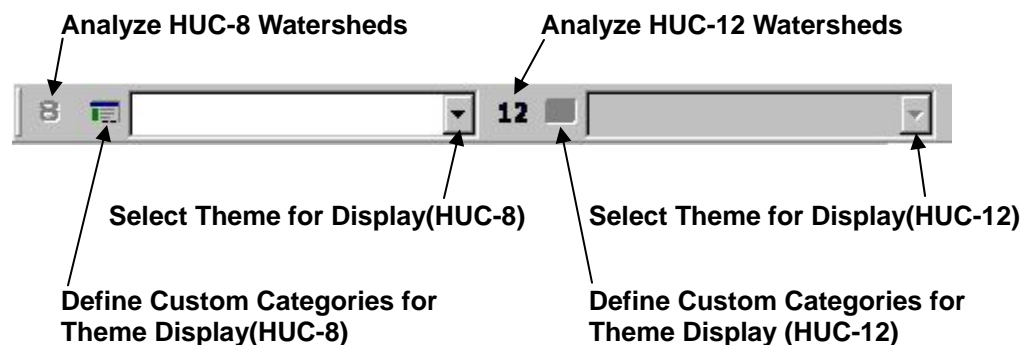 Analyze HUC-8 Watersheds
Analyze HUC-12 Watersheds
8
12
Select Theme for Display(HUC-8)
Select Theme for Display(HUC-12)
Define Custom Categories for
Theme Display(HUC-8)
Define Custom Categories for
Theme Display (HUC-12)